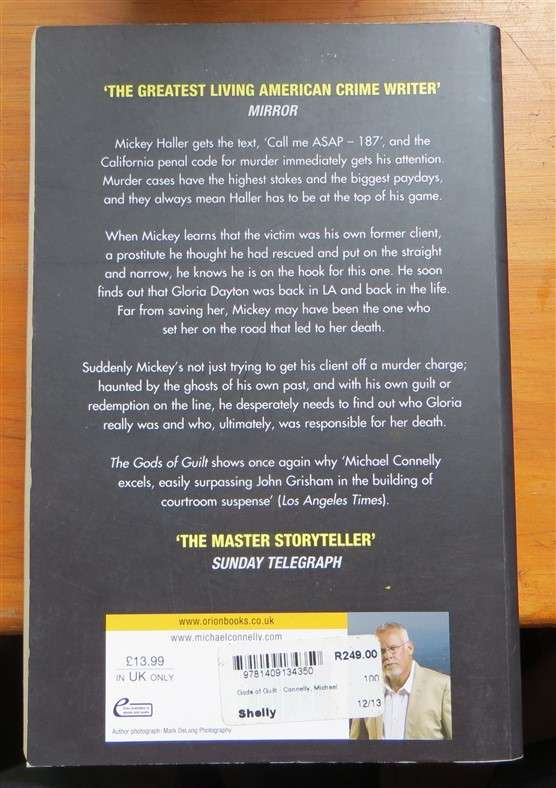 ‘THE GREATEST LIVING AMERICAN CRIME WRITER’
MIRROR
Mickey Haller gets the text, ‘Call me ASAP – 187’, and the
California penal code for murder immediately gets his attention.
Murder cases have the highest stakes and the biggest paydays,
and they always mean Haller has to be at the top of his game.
When Mickey learns that the victim was his own former client,
a prostitute he thought he had rescued and put on the straight
and narrow, he knows he is on the hook for this one. He soon
finds out that Gloria Dayton was back in LA and back in the life.
Far from saving her, Mickey may have been the one who
set her on the road that led to her death.
Suddenly Mickey’s not just trying to get his client off a murder charge;
haunted by the ghosts of his own past, and with his own guilt or
redemption on the line, he desperately needs to find out who Gloria
really was and who, ultimately, was responsible for her death.
The Gods of Guilt shows once again why ‘Michael Connelly
excels, easily surpassing John Grisham in the building of
courtroom suspense’ (Los Angeles Times).
‘THE MASTER STORYTELLER’
SUNDAY TELEGRAPH
www.orionbooks.co.uk
www.michaelconnelly.com
£13.99
IN UK ONLY
R249.00
9781409134350
100
Gods of Guilt - Connelly, Michael
Shelly
12/13
Author photograph: Mark DeLong Photography